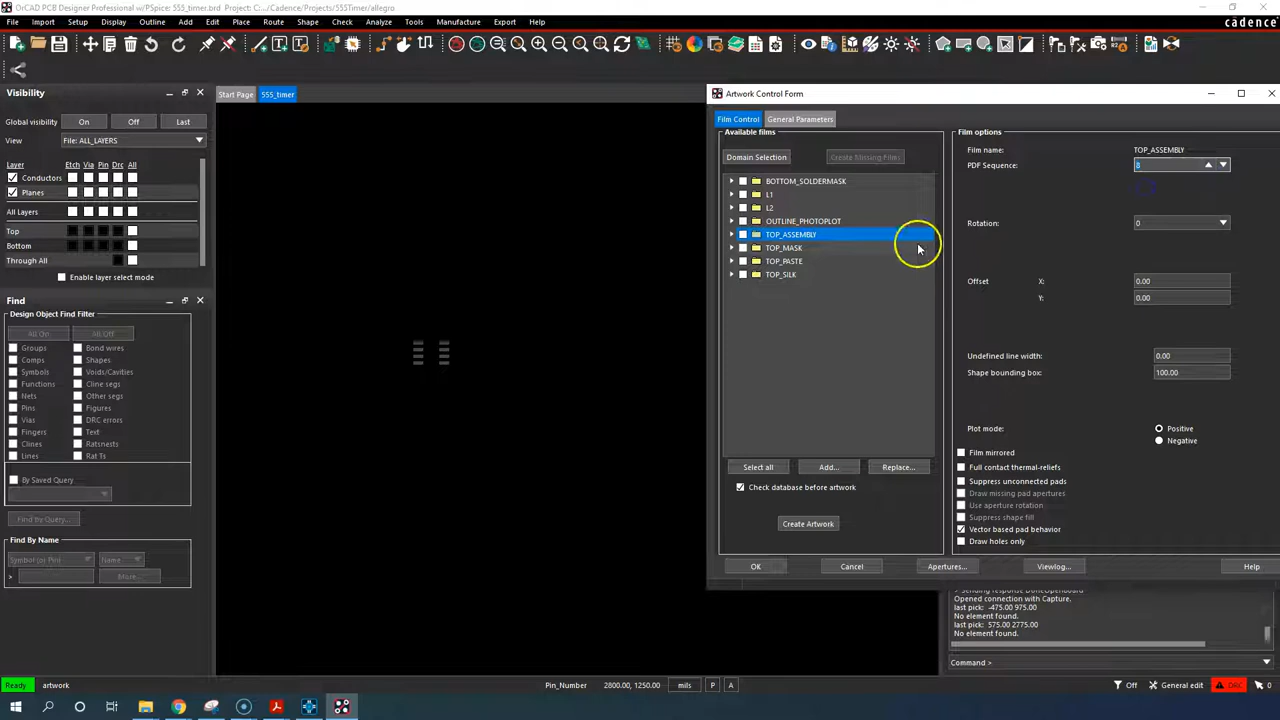 OrCAD PCB Designer Professional w/PSpice: 555_timer.brd Project: C:/.../Cadence/Projects/555Timer/allegro
File OrCAD Import Setup Display Outline Add Edit Place Route Shape Check Analyze Tools Manufacture Export Help
cadence
Visibility
Start Page 555_timer
Global visibility On Off Last
View File: ALL_LAYERS
Layer Etch Via Pin Drc All
Conductors
Planes
All Layers
Top
Bottom
Through All
Enable layer select mode
Find
Design Object Find Filter
All On All Off
Groups Bond wires
Comps Shapes
Symbols Voids/Cavities
Functions Cline segs
Nets Other segs
Pins Figures
Vias DRC errors
Fingers Text
Clines Ratsnests
Lines Rat Ts
By Saved Query
Find By Query...
Find By Name
Symbol (or Pin) Name
> More...
Artwork Control Form
Film Control General Parameters
Available films
Domain Selection Create Missing Films
BOTTOM_SOLDERMASK
L1
L2
OUTLINE_PHOTOPLOT
TOP_ASSEMBLY
TOP_MASK
TOP_PASTE
TOP_SILK
Select all Add... Replace...
Check database before artwork
Create Artwork
Film options
Film name: TOP_ASSEMBLY
PDF Sequence: 8
Rotation: 0
Offset X: 0.00
Y: 0.00
Undefined line width: 0.00
Shape bounding box: 100.00
Plot mode: Positive
Negative
Film mirrored
Full contact thermal-reliefs
Suppress unconnected pads
Draw missing pad apertures
Use aperture rotation
Suppress shape fill
Vector based pad behavior
Draw holes only
OK Cancel Apertures... Viewlog... Help
> Sending response DoneOpenBoard
Opened connection with Capture.
last pick: -475.00 975.00
No element found.
last pick: 575.00 2775.00
No element found.
Command >
Ready artwork Pin_Number 2800.00, 1250.00 mils P A Off General edit DRC 0